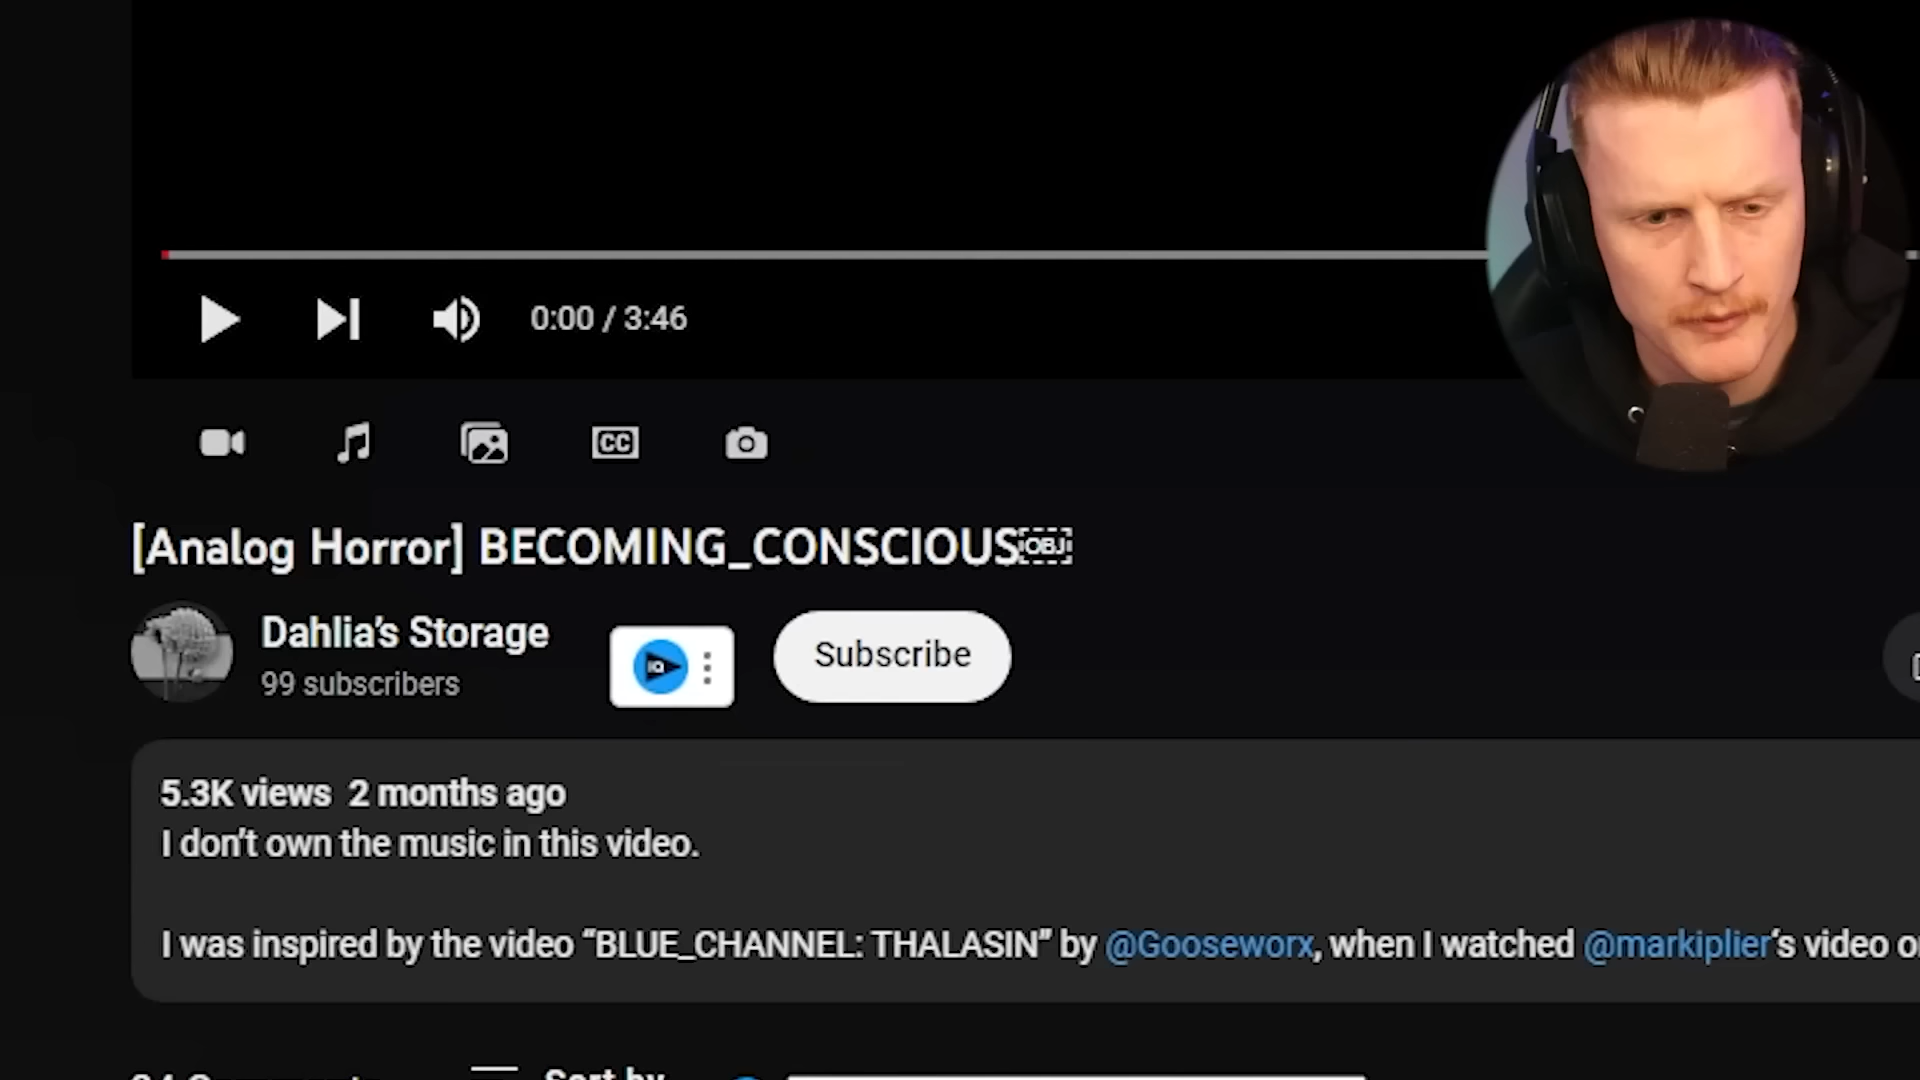 0:00 / 3:46
CC
[Analog Horror] BECOMING_CONSCIOUS￼
Dahlia’s Storage
99 subscribers
IQ
Subscribe
5.3K views 2 months ago
I don’t own the music in this video.
I was inspired by the video “BLUE_CHANNEL: THALASIN” by @Gooseworx, when I watched @markiplier‘s video
Sort by